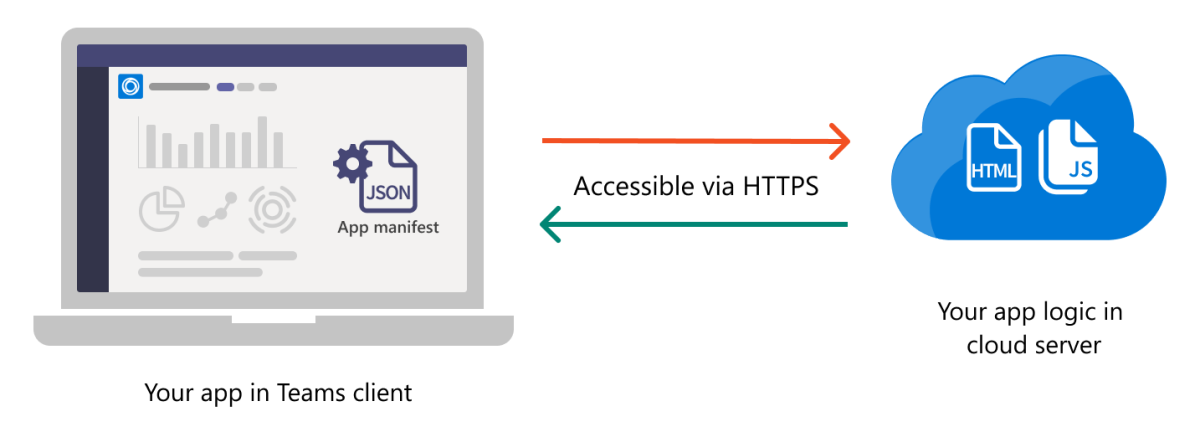 JSON
App manifest
Accessible via HTTPS
HTML
JS
Your app logic in
cloud server
Your app in Teams client